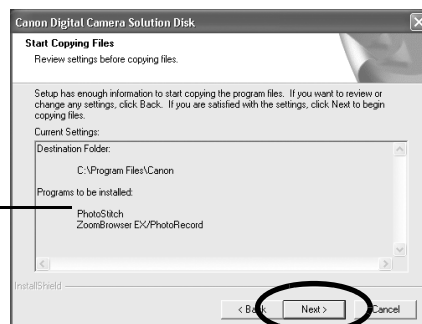 Canon Digital Camera Solution Disk
Start Copying Files
Review settings before copying files.
Setup has enough information to start copying the program files. If you want to review or
change any settings, click Back. If you are satisfied with the settings, click Next to begin
copying files.
Current Settings:
Destination Folder:
C:\Program Files\Canon
Programs to be installed:
PhotoStitch
ZoomBrowser EX/PhotoRecord
InstallShield
< Back Next > Cancel